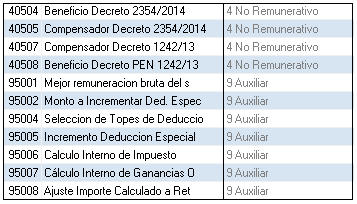 40504 Beneficio Decreto 2354/2014 4 No Remunerativo
40505 Compensador Decreto 2354/2014 4 No Remunerativo
40507 Compensador Decreto 1242/13 4 No Remunerativo
40508 Beneficio Decreto PEN 1242/13 4 No Remunerativo
95001 Mejor remuneracion bruta del s 9 Auxiliar
95002 Monto a Incrementar Ded. Espec 9 Auxiliar
95004 Seleccion de Topes de Deduccio 9 Auxiliar
95005 Incremento Deduccion Especial 9 Auxiliar
95006 Calculo Interno de Impuesto 9 Auxiliar
95007 Cálculo Interno de Ganancias O 9 Auxiliar
95008 Ajuste Importe Calculado a Ret 9 Auxiliar